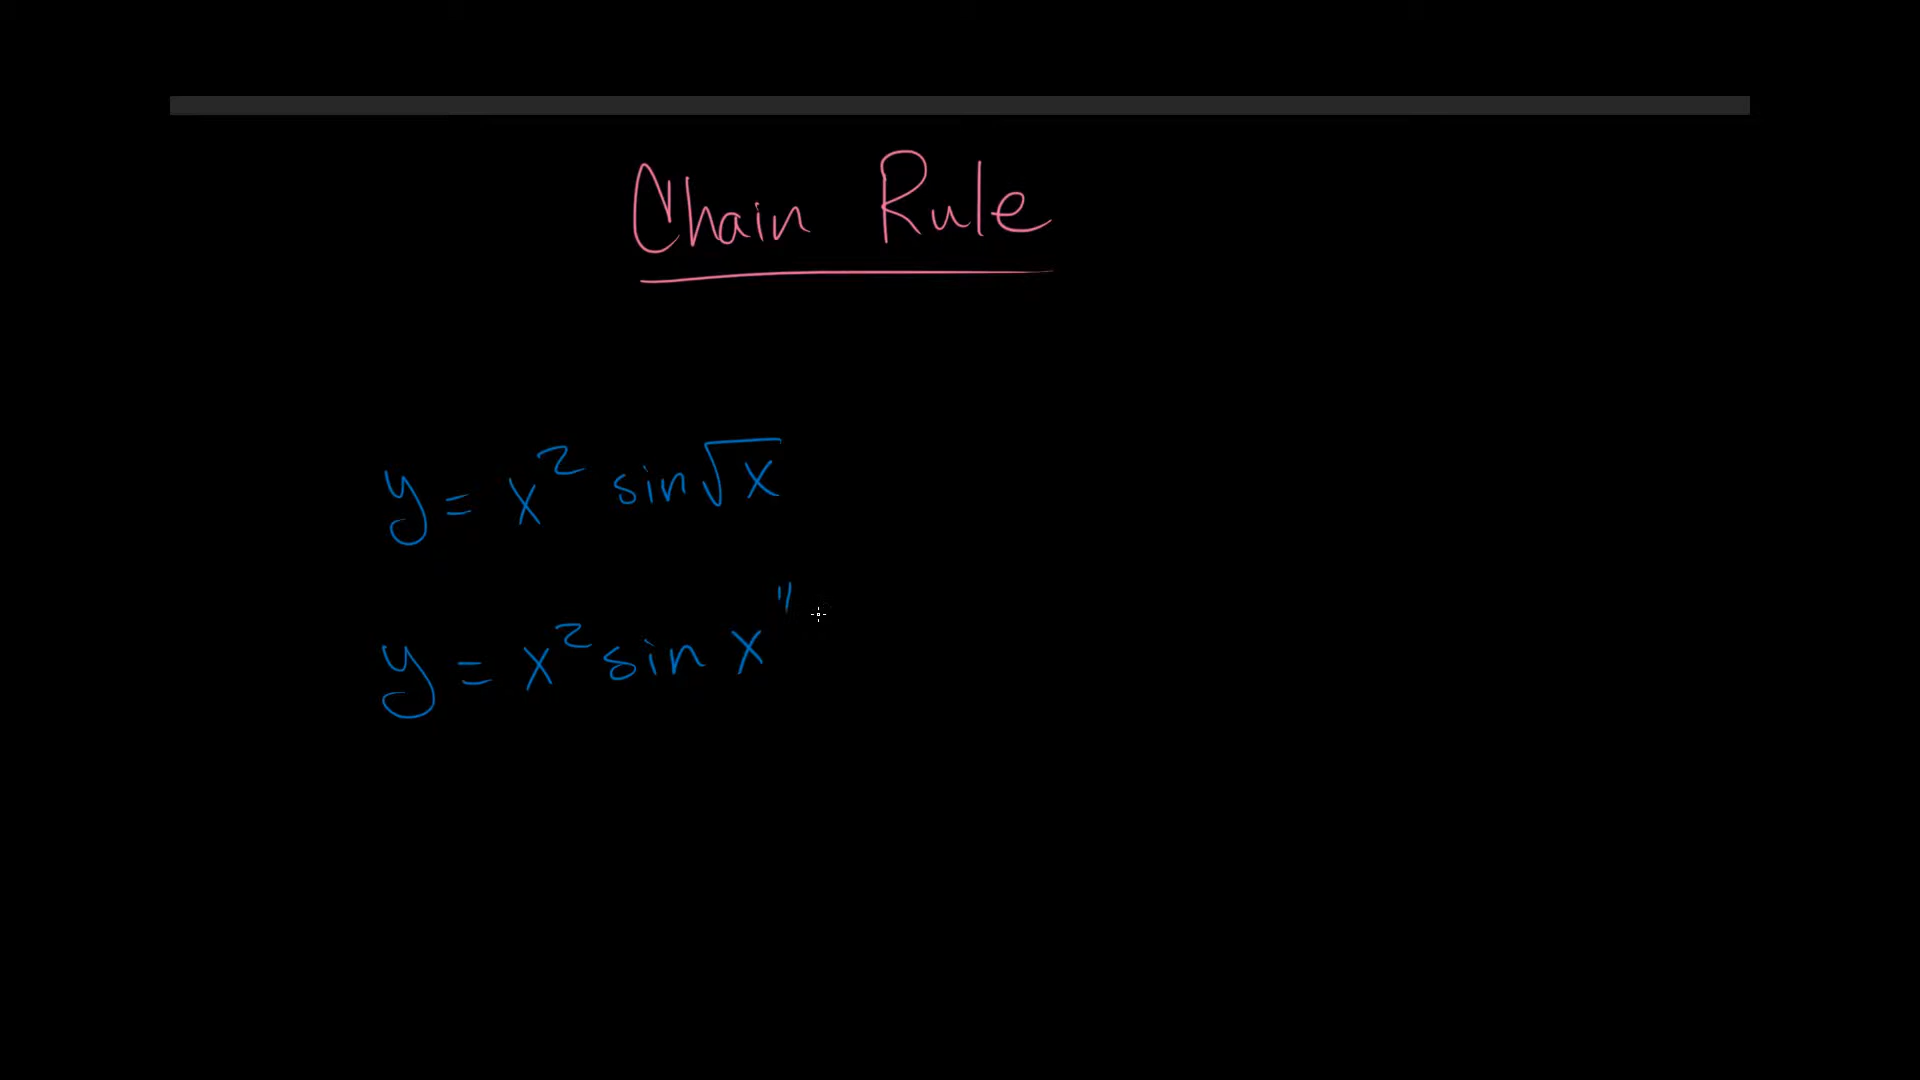 Chain Rule
y = x² sin√x
y = x² sin x